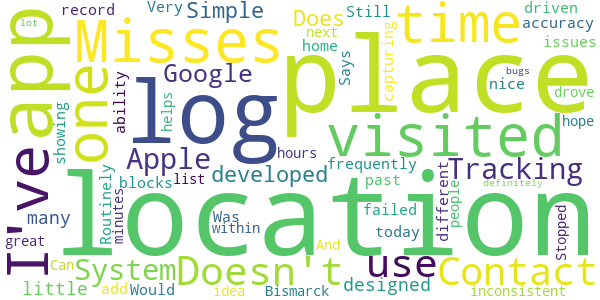 record
Very
Simple
Does
Still
driven
accuracy
lot
app
Misses
time
I've
one
Google
home
next
capturing
issues
Says
place
nice
bugs
drove
log
ability
helps
showing
hope
visited
Apple
hours
developed
frequently
Tracking
blocks
list
past
different
people
definitely
Routinely
minutes
location
many
Was
within
failed
today
Stopped
great
And
use
Can
System
Doesn't
Contact
little
add
Would
idea
Bismarck
designed
inconsistent